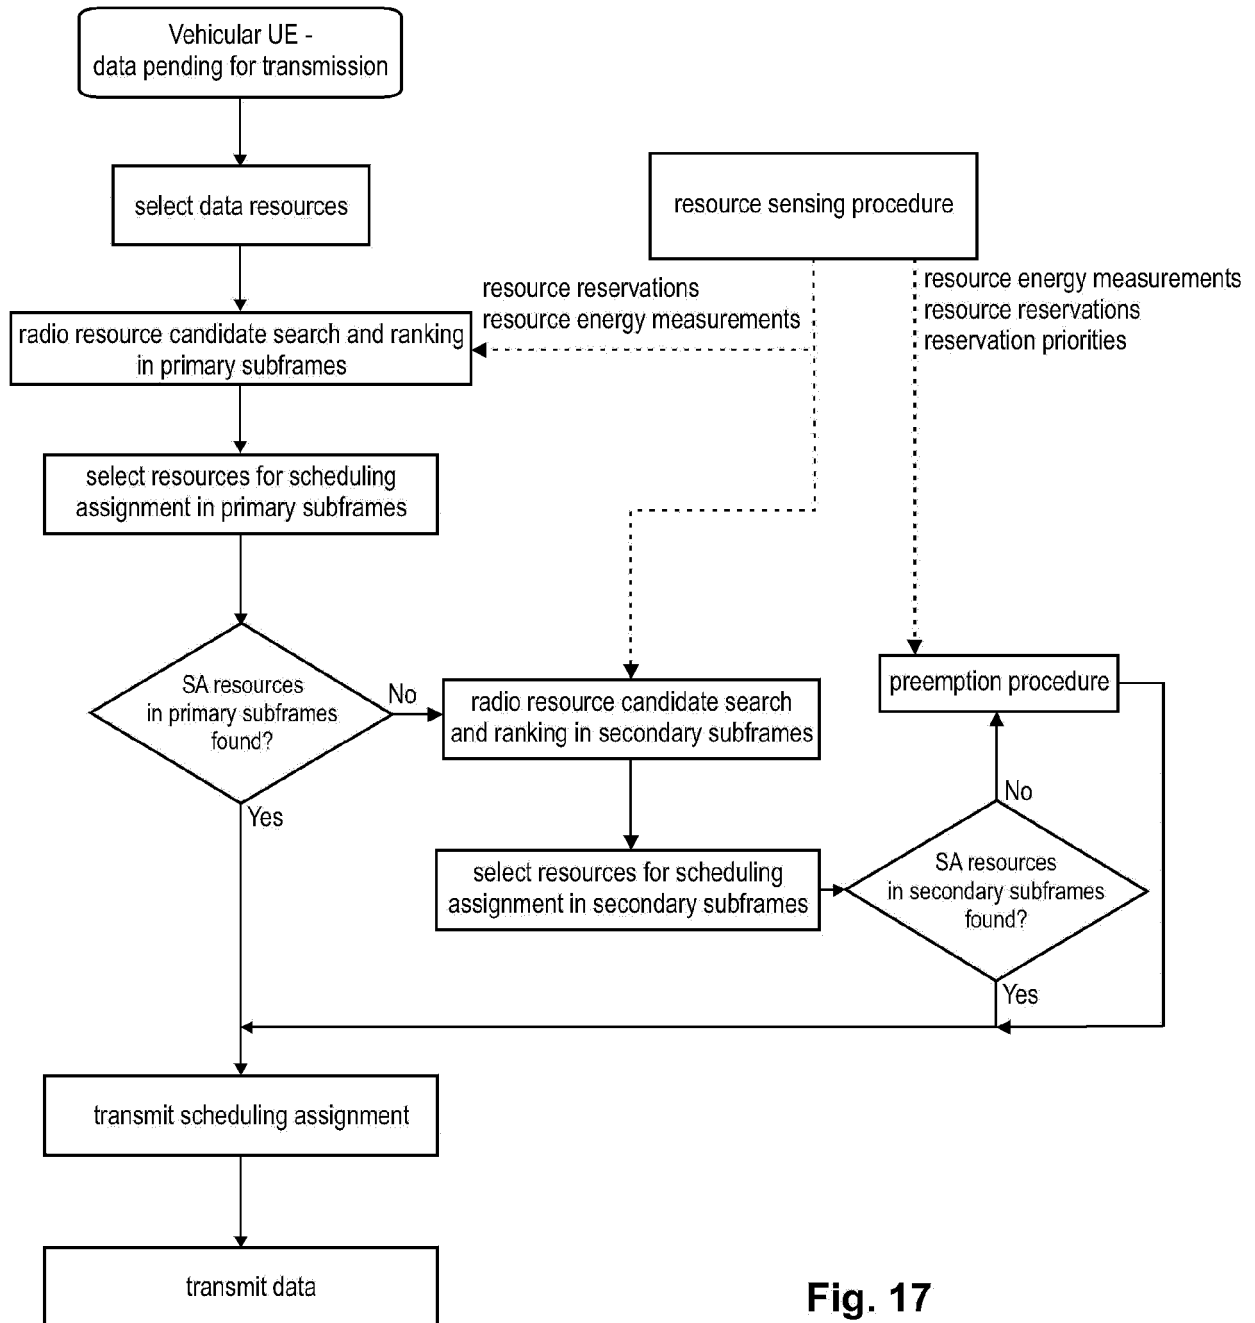 Vehicular UE -
data pending for transmission
select data resources
resource sensing procedure
resource reservations
resource energy measurements
resource energy measurements
resource reservations
reservation priorities
radio resource candidate search and ranking
in primary subframes
select resources for scheduling
assignment in primary subframes
SA resources
in primary subframes
found?
No
Yes
radio resource candidate search
and ranking in secondary subframes
preemption procedure
No
select resources for scheduling
assignment in secondary subframes
SA resources
in secondary subframes
found?
Yes
transmit scheduling assignment
transmit data
Fig. 17